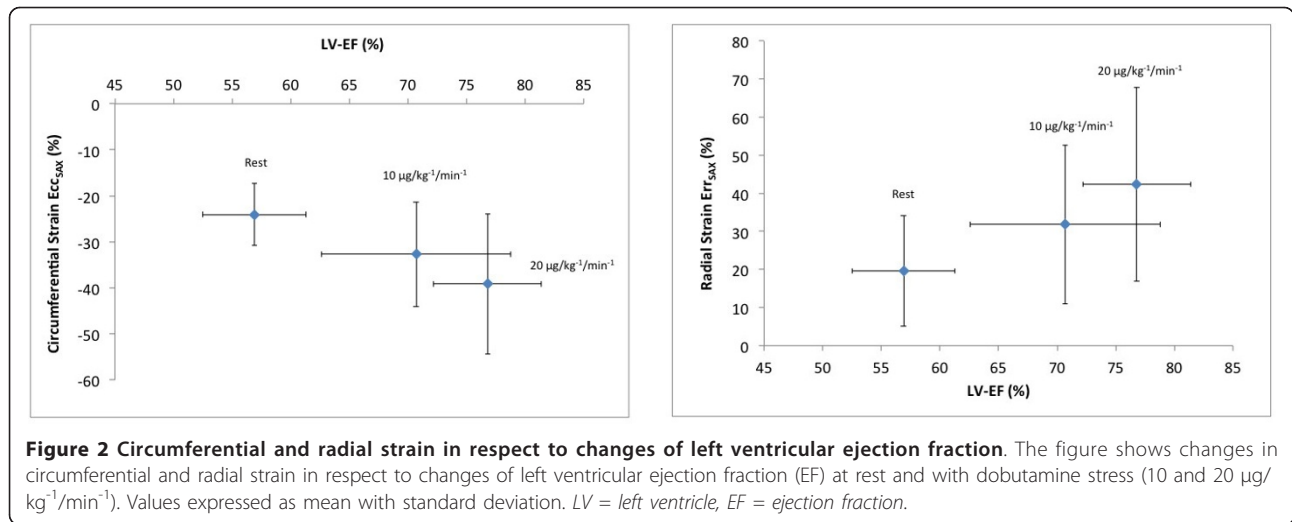 LV-EF (%)
45 50 55 60 65 70 75 80 85
0
-10
-20
-30
-40
-50
-60
Circumferential Strain Ecc_SAX (%)
Rest
10 µg/kg⁻¹/min⁻¹
20 µg/kg⁻¹/min⁻¹
80
70
60
50
40
30
20
10
0
Radial Strain Err_SAX (%)
20 µg/kg⁻¹/min⁻¹
10 µg/kg⁻¹/min⁻¹
Rest
45 50 55 60 65 70 75 80 85
LV-EF (%)
Figure 2 Circumferential and radial strain in respect to changes of left ventricular ejection fraction. The figure shows changes in
circumferential and radial strain in respect to changes of left ventricular ejection fraction (EF) at rest and with dobutamine stress (10 and 20 µg/
kg⁻¹/min⁻¹). Values expressed as mean with standard deviation. LV = left ventricle, EF = ejection fraction.